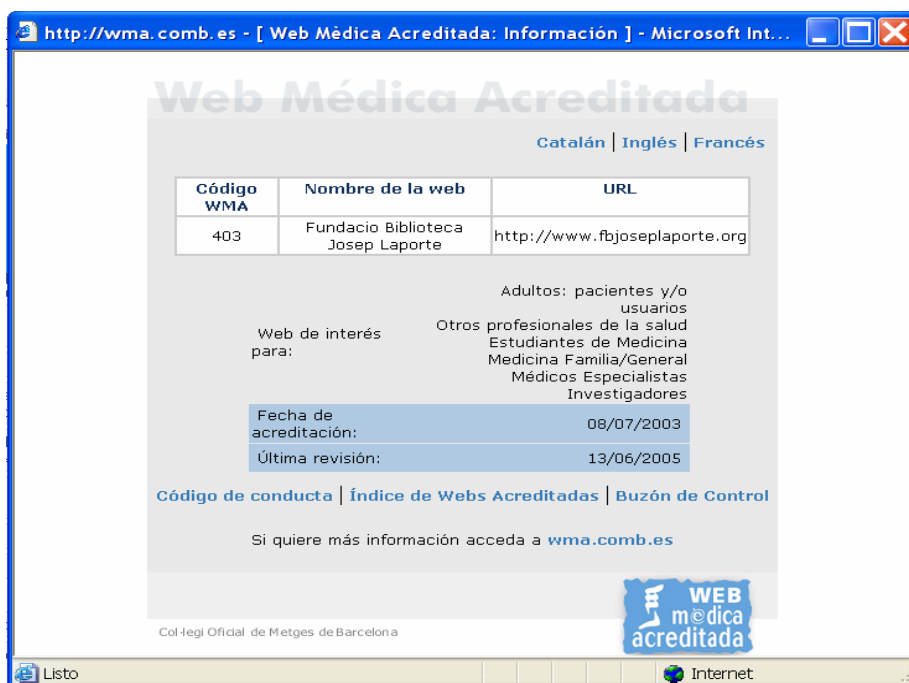 http://wma.comb.es - [ Web Mèdica Acreditada: Información ] - Microsoft Int...
Web Médica Acreditada
Catalán | Inglés | Francés
Código WMA
Nombre de la web
URL
403
Fundacio Biblioteca
Josep Laporte
http://www.fbjoseplaporte.org
Web de interés
para:
Adultos: pacientes y/o
usuarios
Otros profesionales de la salud
Estudiantes de Medicina
Medicina Familia/General
Médicos Especialistas
Investigadores
Fecha de
acreditación:
08/07/2003
Última revisión:
13/06/2005
Código de conducta | Índice de Webs Acreditadas | Buzón de Control
Si quiere más información acceda a wma.comb.es
Col·legi Oficial de Metges de Barcelona
WEB
m@dica
acreditada
Listo
Internet